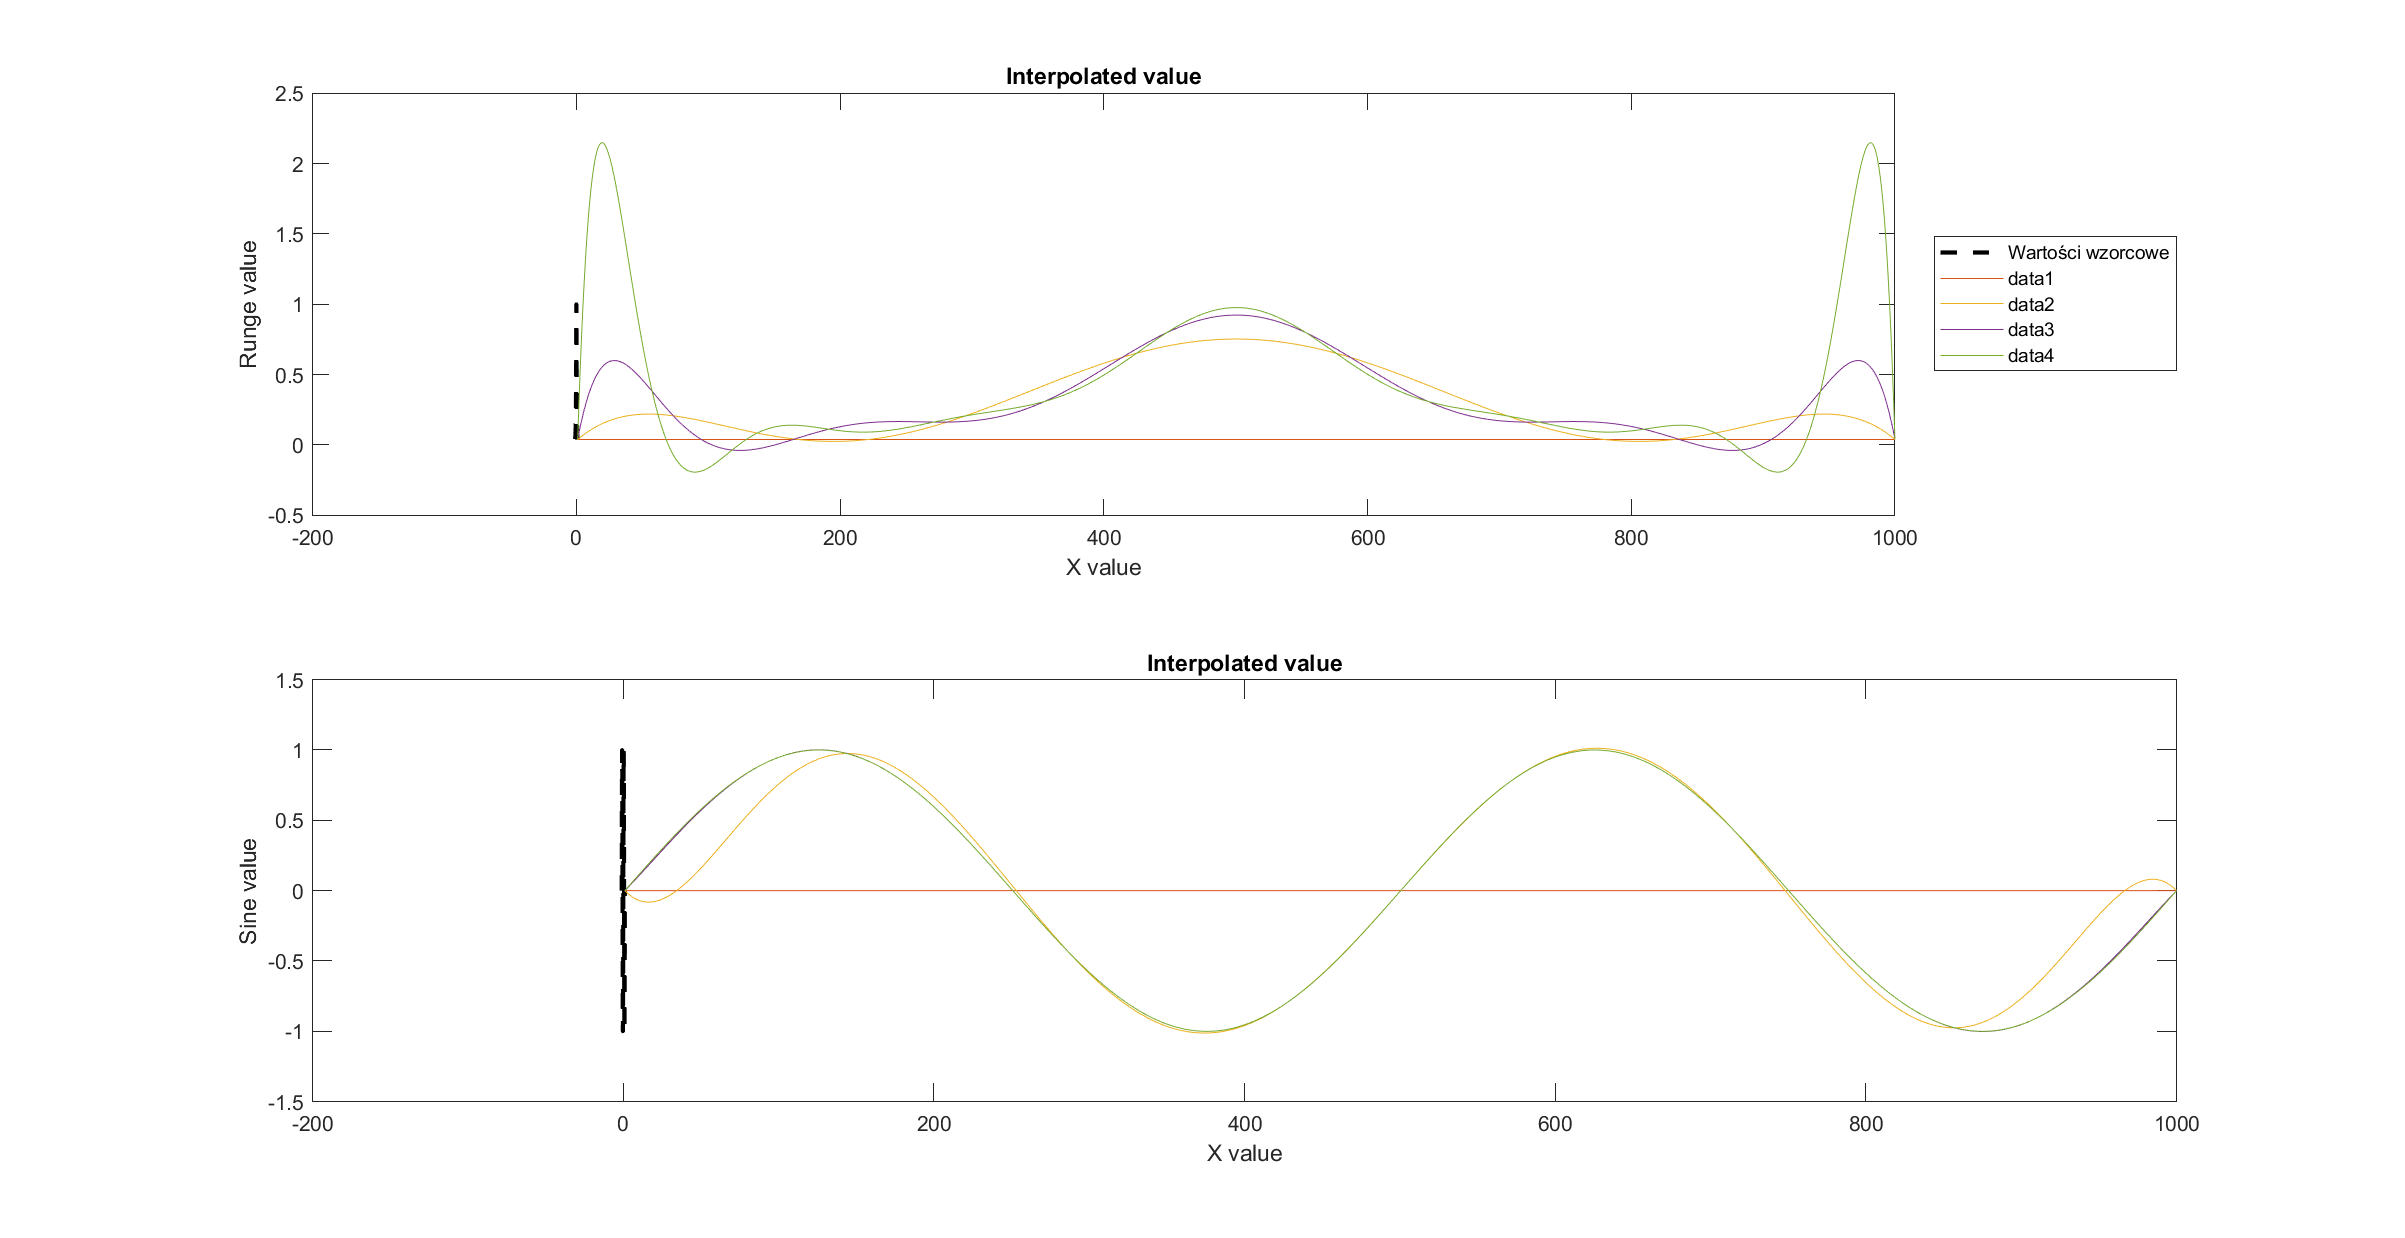 Interpolated value
2.5
2
1.5
1
0.5
0
-0.5
Runge value
-200 0 200 400 600 800 1000
X value
Wartości wzorcowe
data1
data2
data3
data4
Interpolated value
1.5
1
0.5
0
-0.5
-1
-1.5
Sine value
-200 0 200 400 600 800 1000
X value